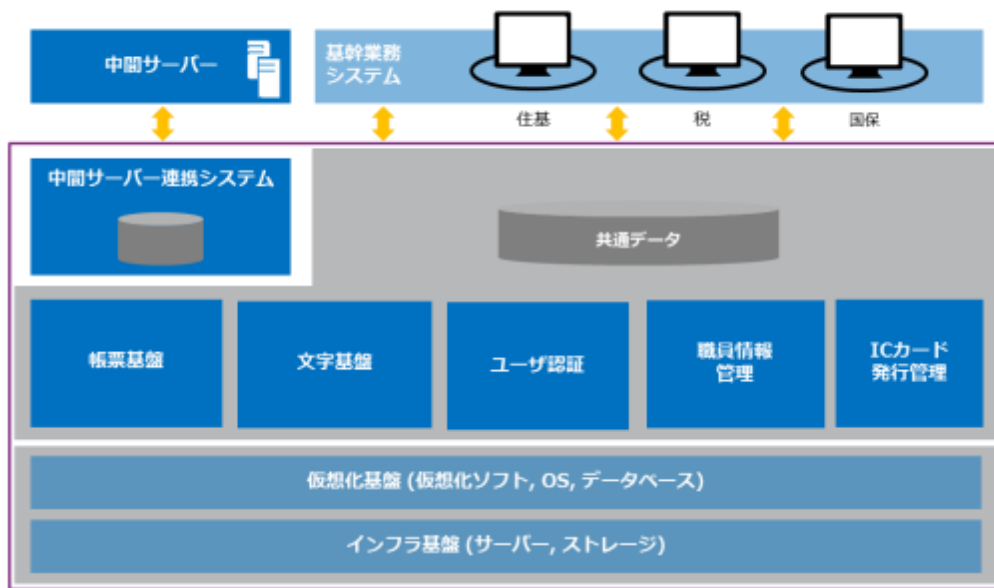 中間サーバー
基幹業務
システム
住基
税
国保
中間サーバー連携システム
共通データ
帳票基盤
文字基盤
ユーザ認証
職員情報
管理
ICカード
発行管理
仮想化基盤 (仮想化ソフト, OS, データベース)
インフラ基盤 (サーバー, ストレージ)